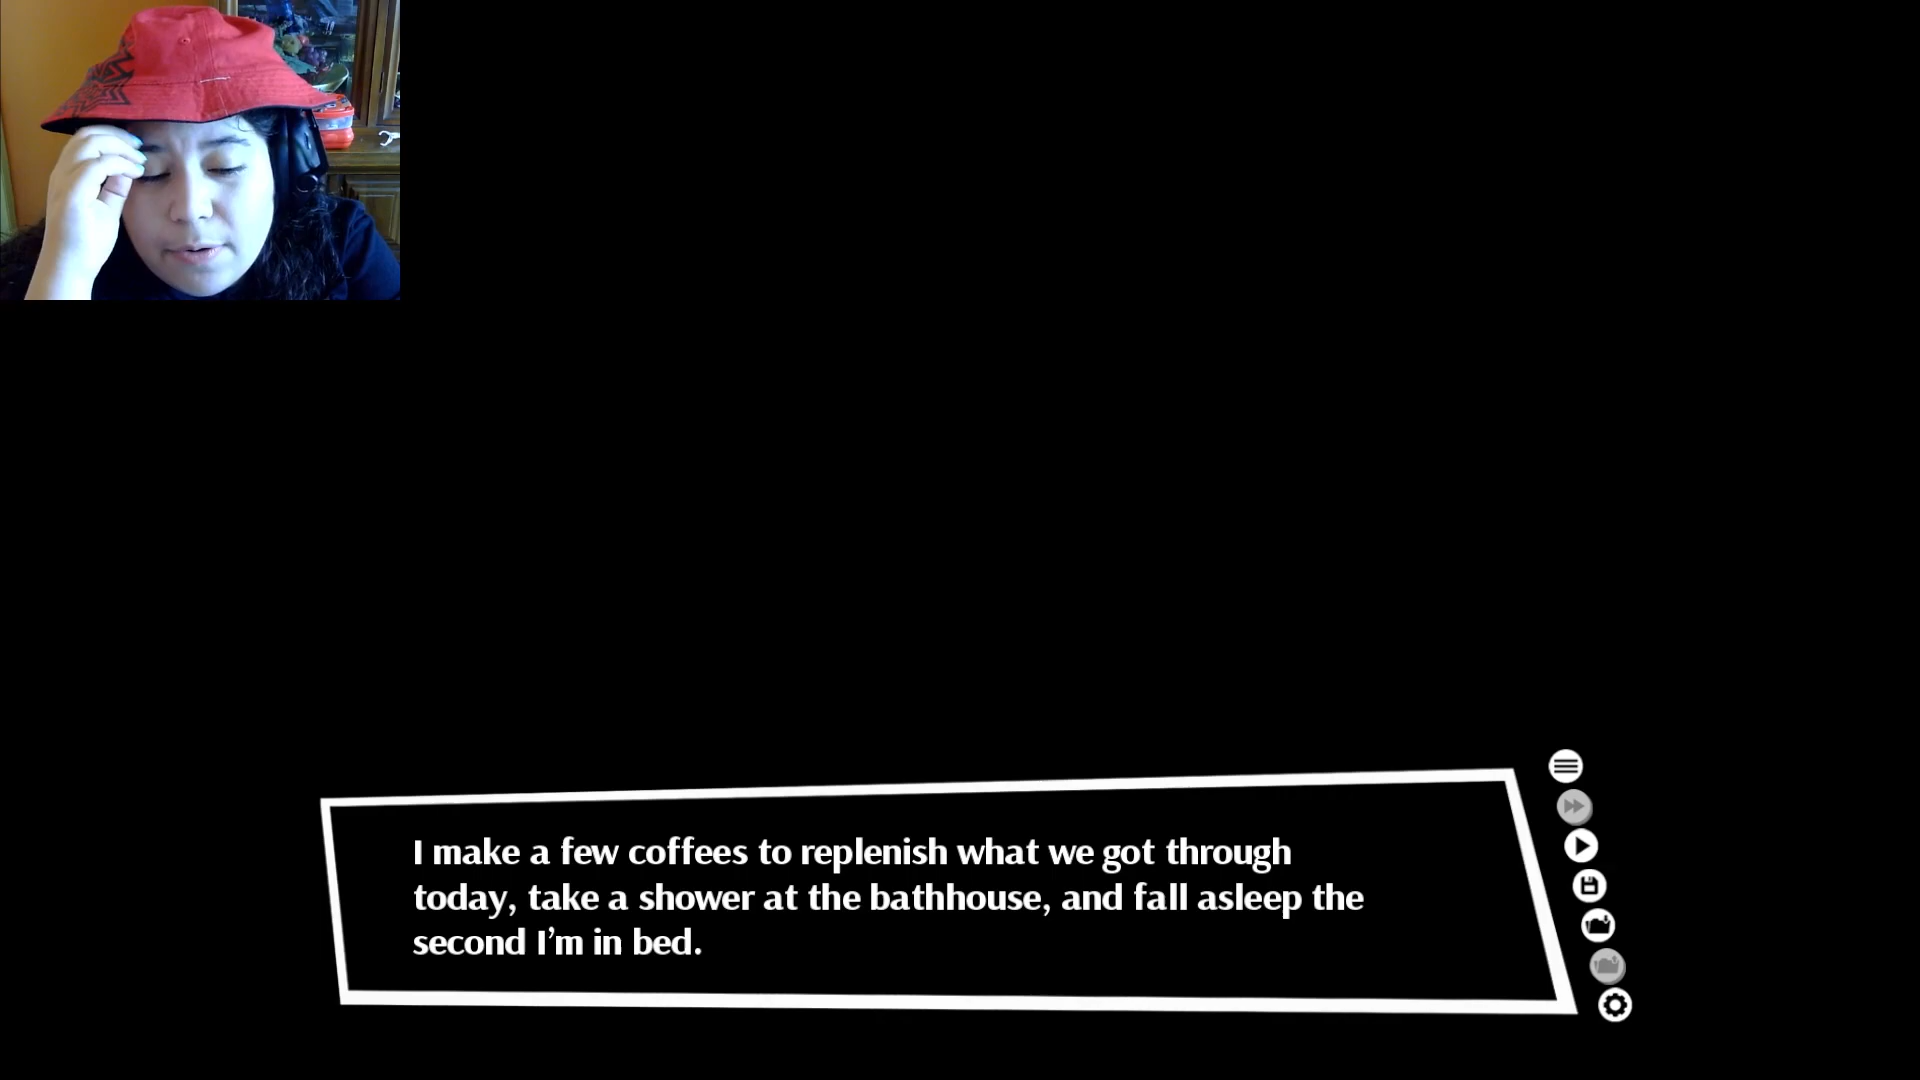 I make a few coffees to replenish what we got through
today, take a shower at the bathhouse, and fall asleep the
second I’m in bed.